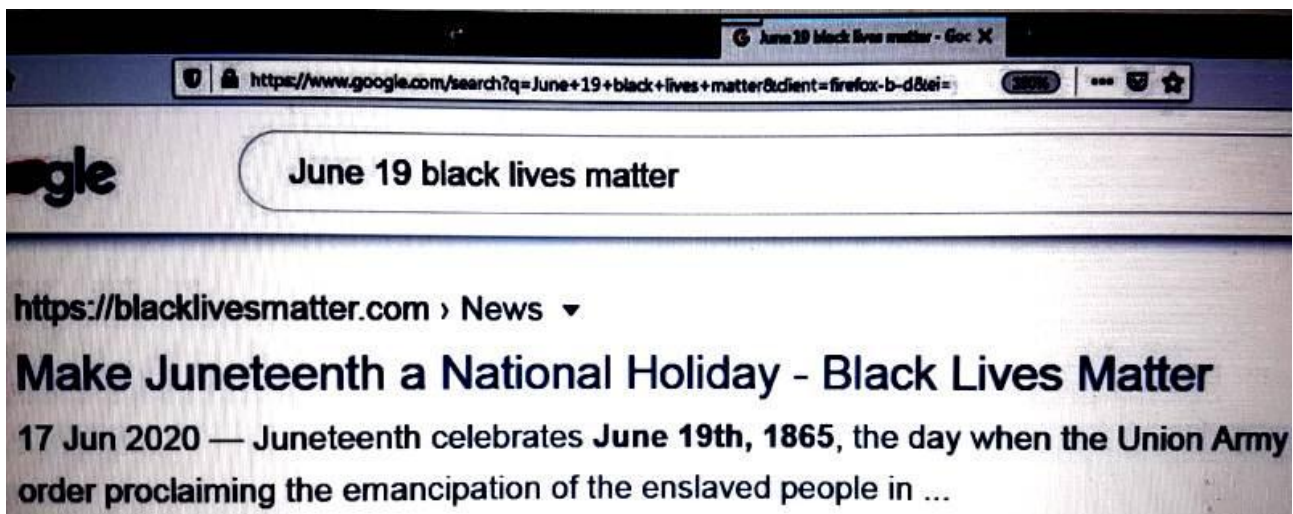 June 19 black lives matter - Goo
https://www.google.com/search?q=June+19+black+lives+matter&client=firefox-b-d&ei=
gle
June 19 black lives matter
https://blacklivesmatter.com › News
Make Juneteenth a National Holiday - Black Lives Matter
17 Jun 2020 — Juneteenth celebrates June 19th, 1865, the day when the Union Army
order proclaiming the emancipation of the enslaved people in ...